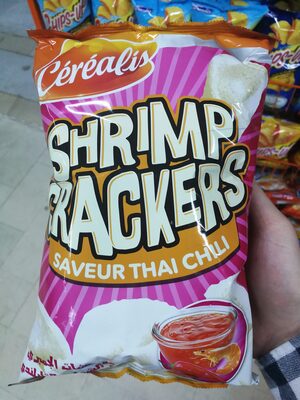 Céréalis
SHRIMP
CRACKERS
SAVEUR THAI CHILI